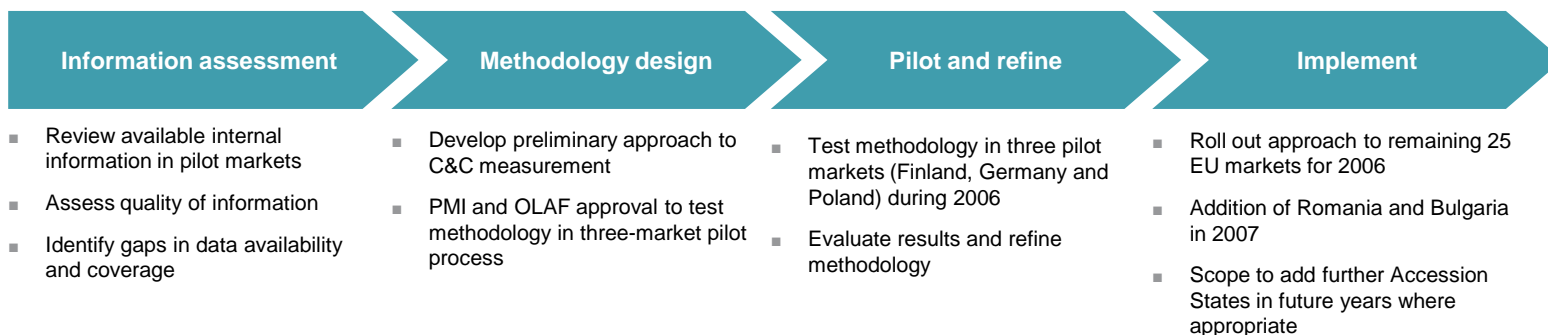 Information assessment
■ Review available internal
information in pilot markets
■ Assess quality of information
■ Identify gaps in data availability
and coverage
Methodology design
■ Develop preliminary approach to
C&C measurement
■ PMI and OLAF approval to test
methodology in three-market pilot
process
Pilot and refine
■ Test methodology in three pilot
markets (Finland, Germany and
Poland) during 2006
■ Evaluate results and refine
methodology
Implement
■ Roll out approach to remaining 25
EU markets for 2006
■ Addition of Romania and Bulgaria
in 2007
■ Scope to add further Accession
States in future years where
appropriate